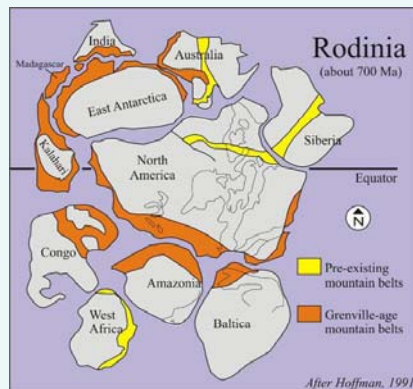 Rodinia
(about 700 Ma)
India
Madagascar
Australia
East Antarctica
Siberia
Kalahari
North
America
Equator
N
Congo
Amazonia
West
Africa
Baltica
Pre-existing
mountain belts
Grenville-age
mountain belts
After Hoffman, 1991